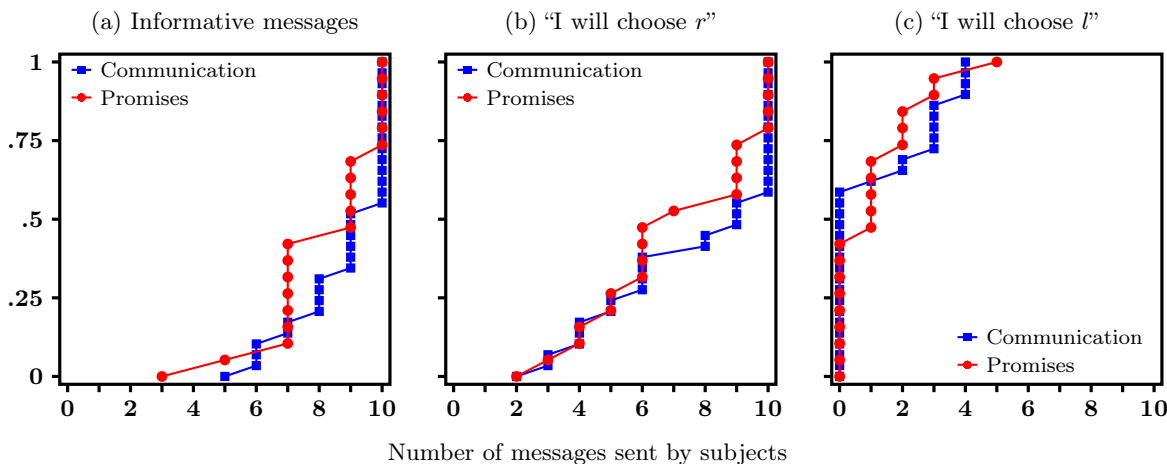 (a) Informative messages
(b) “I will choose r”
(c) “I will choose l”
1
.75
.5
.25
0
Communication
Promises
0 2 4 6 8 10
Communication
Promises
0 2 4 6 8 10
Communication
Promises
0 2 4 6 8 10
Number of messages sent by subjects